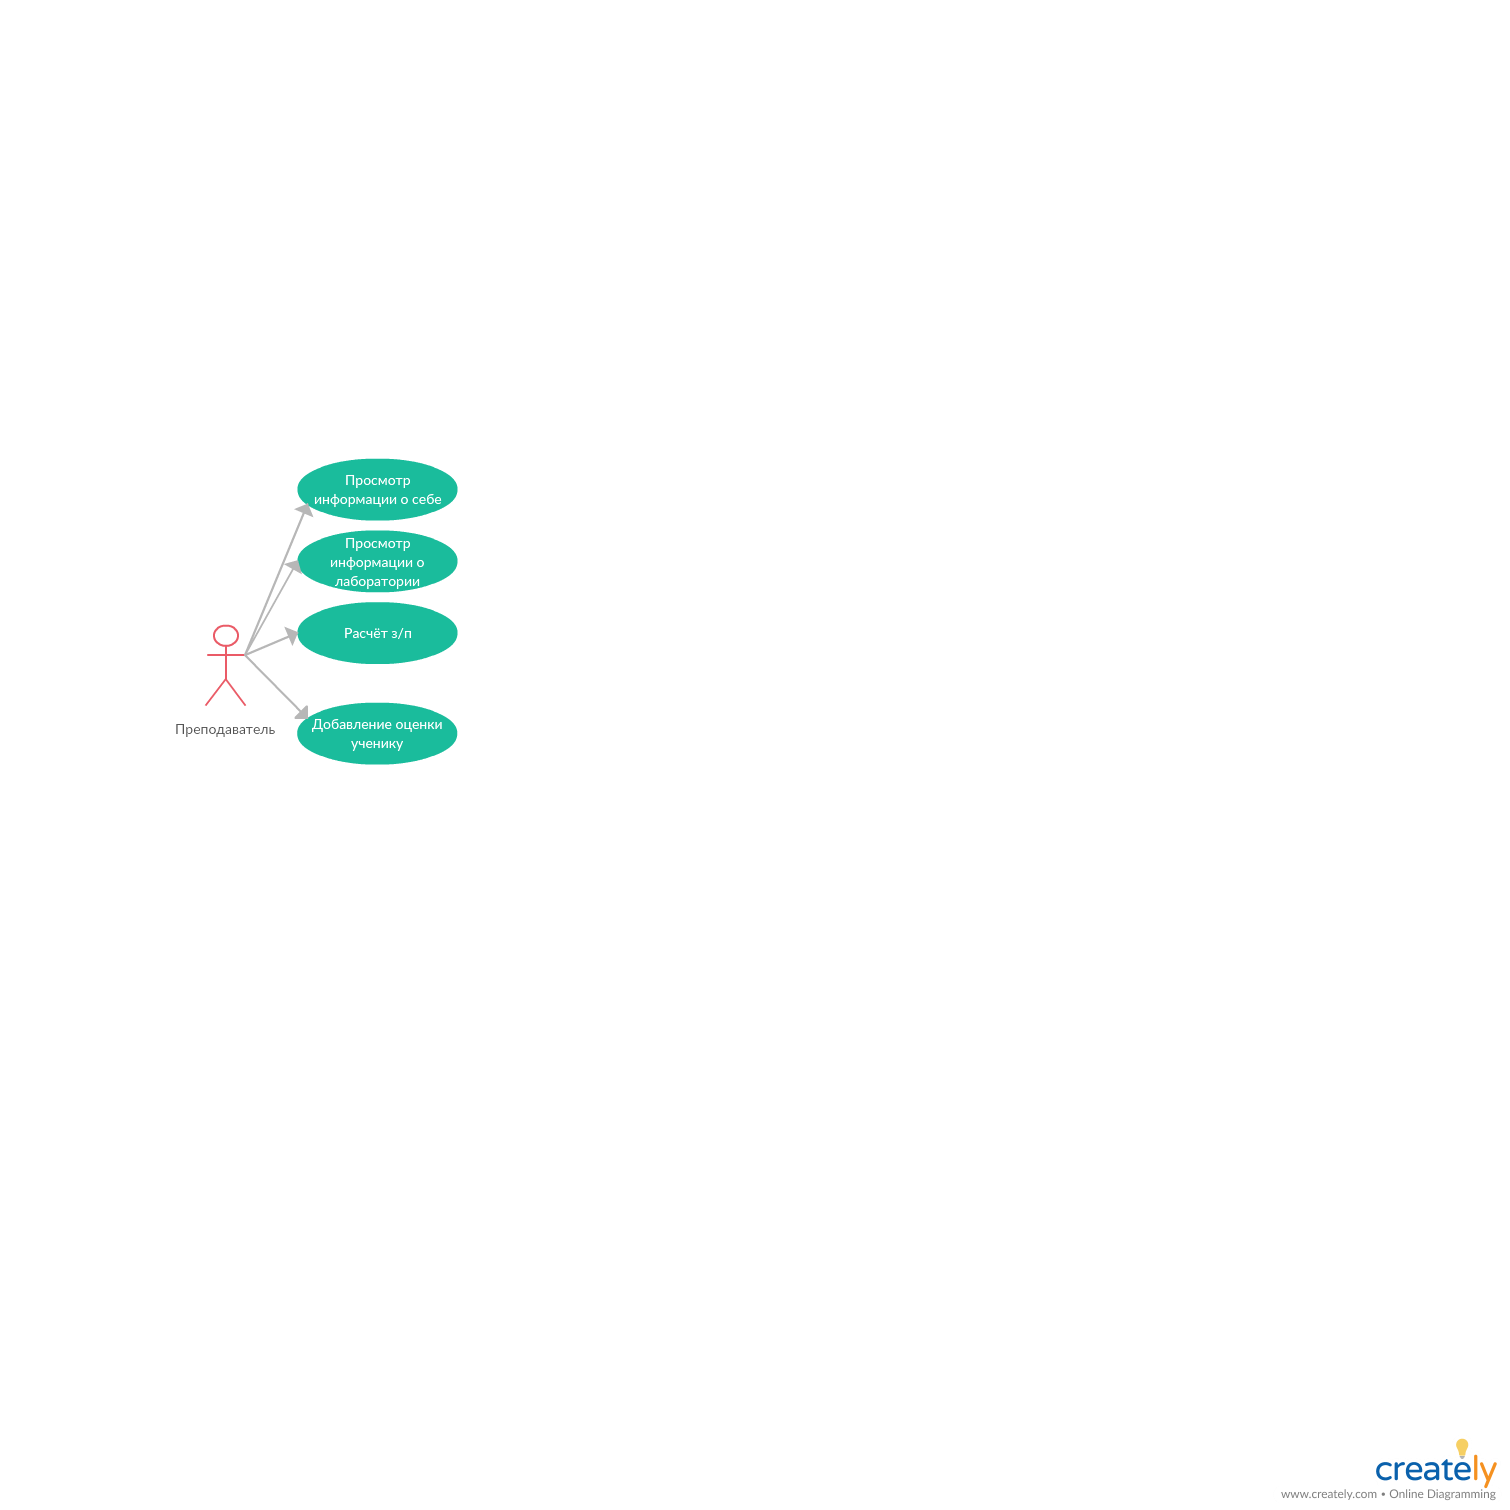 Просмотр
информации о себе
Просмотр
информации о
лаборатории
Расчёт з/п
Преподаватель
Добавление оценки
ученику
creately
www.creately.com • Online Diagramming